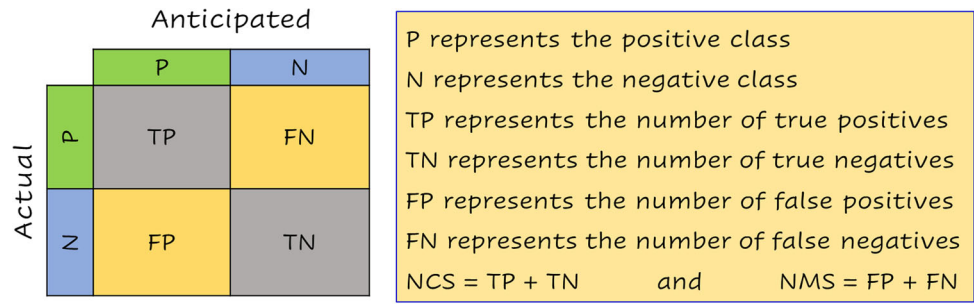 Anticipated
P N
Actual
P TP FN
N FP TN
P represents the positive class
N represents the negative class
TP represents the number of true positives
TN represents the number of true negatives
FP represents the number of false positives
FN represents the number of false negatives
NCS = TP + TN and NMS = FP + FN